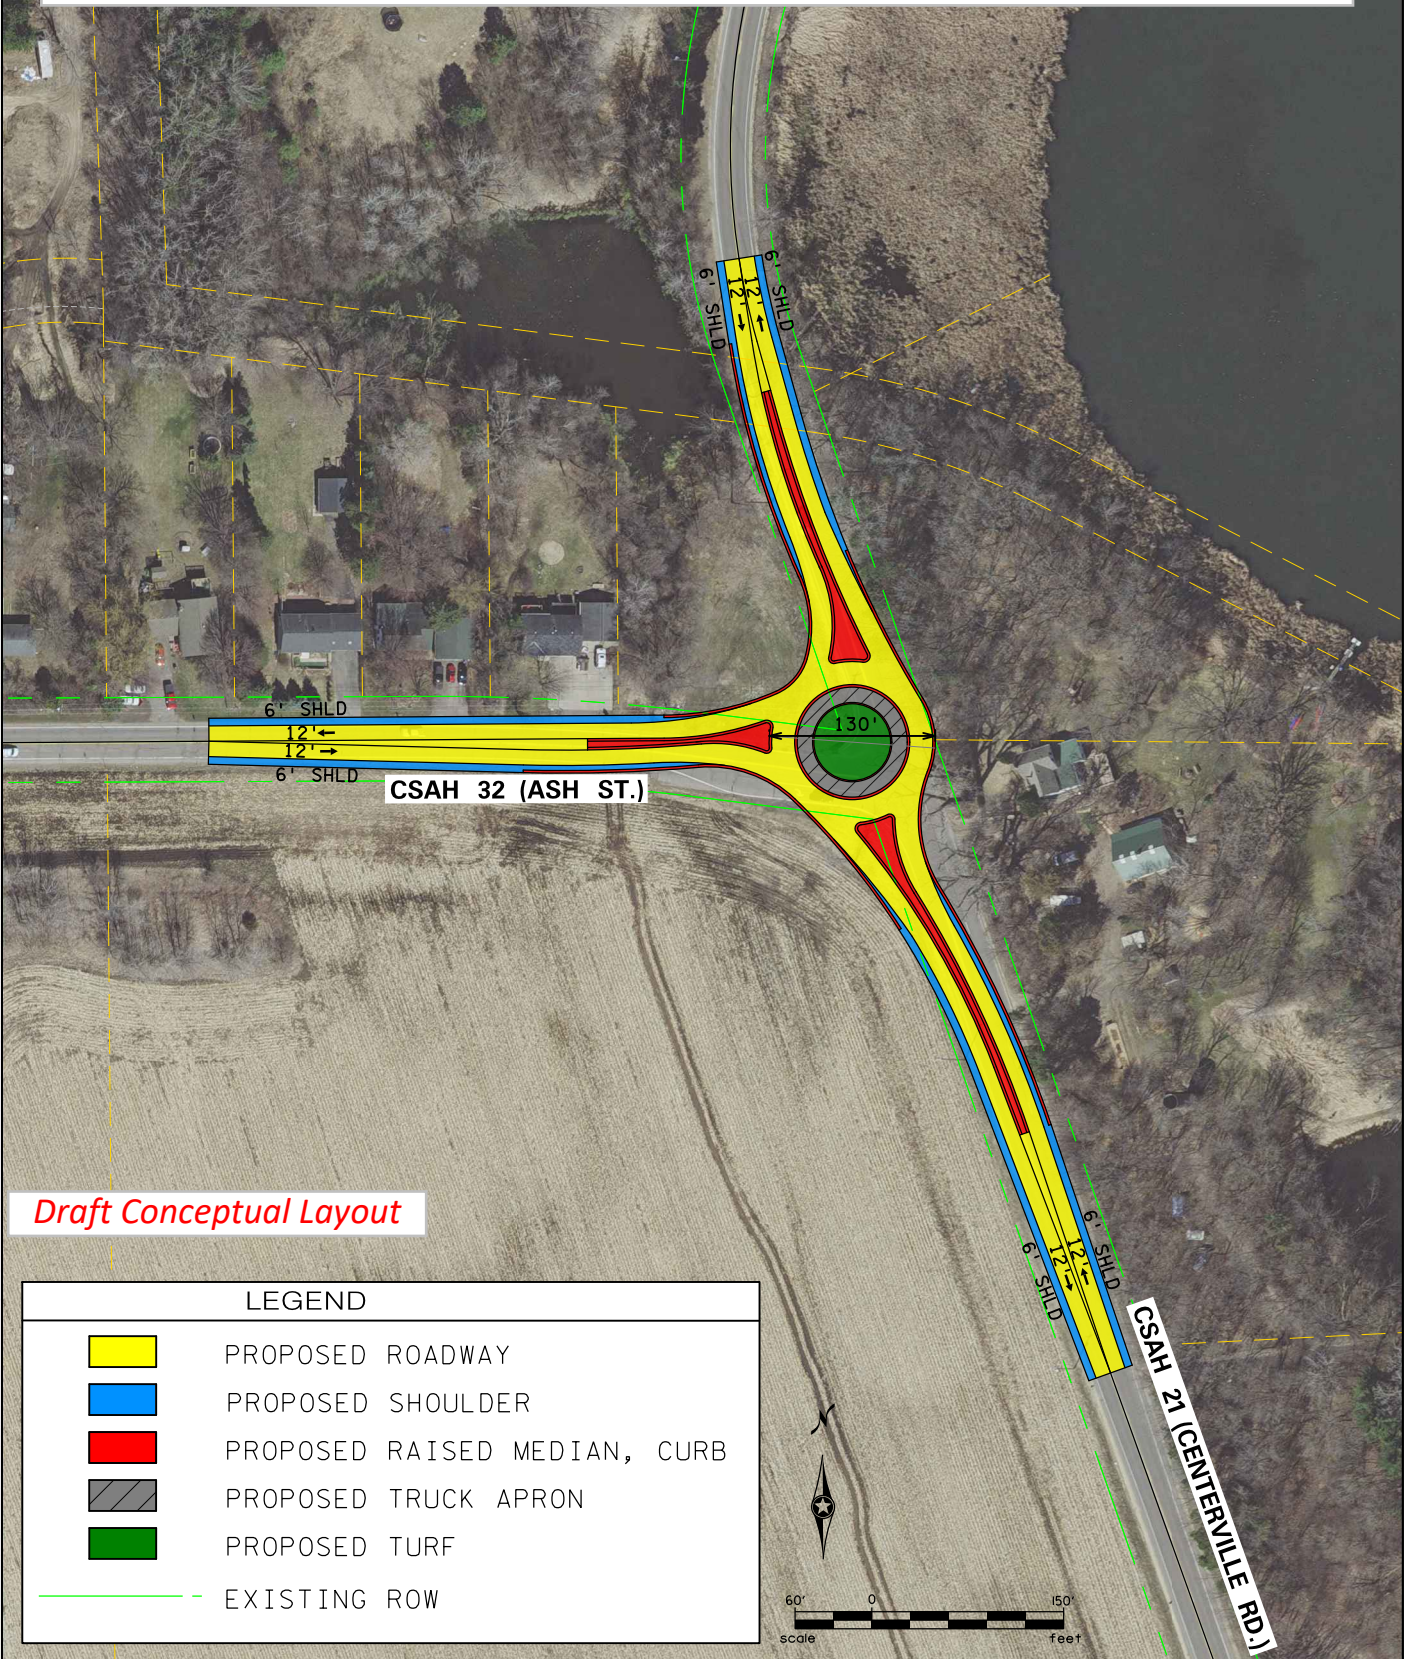 6' SHLD
12'
12'
6' SHLD
6' SHLD
12'
12'
6' SHLD
130'
CSAH 32 (ASH ST.)
6' SHLD
12'
12'
6' SHLD
CSAH 21 (CENTERVILLE RD.)
Draft Conceptual Layout
LEGEND
PROPOSED ROADWAY
PROPOSED SHOULDER
PROPOSED RAISED MEDIAN, CURB
PROPOSED TRUCK APRON
PROPOSED TURF
EXISTING ROW
N
60' 0 150'
scale feet